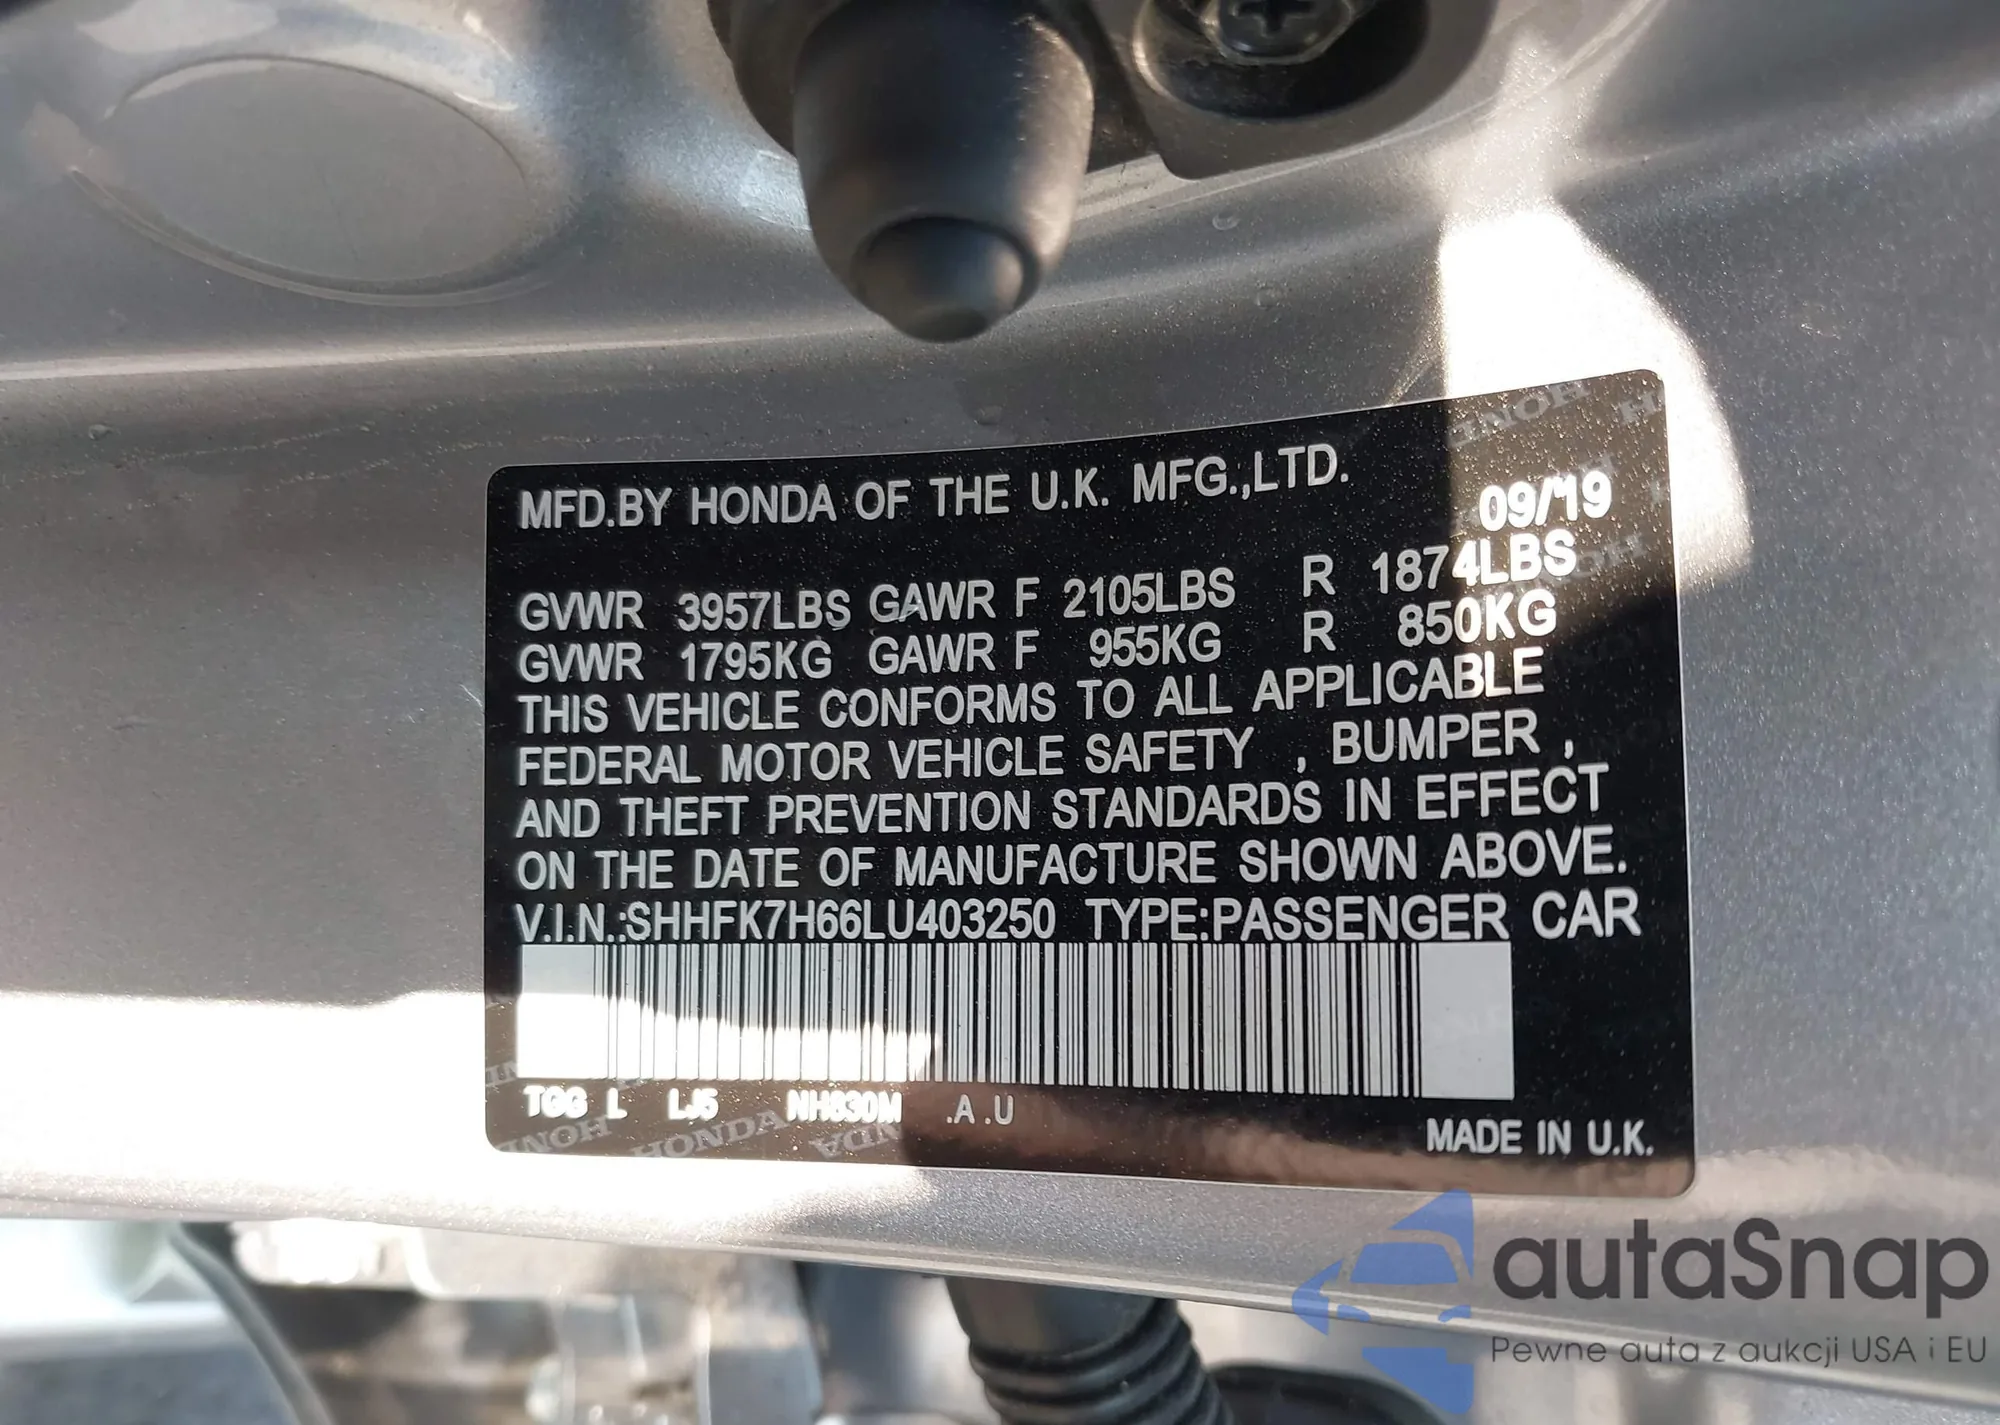 MFD.BY HONDA OF THE U.K. MFG.,LTD.
09/19
GVWR 3957LBS GAWR F 2105LBS R 1874LBS
GVWR 1795KG GAWR F 955KG R 850KG
THIS VEHICLE CONFORMS TO ALL APPLICABLE
FEDERAL MOTOR VEHICLE SAFETY , BUMPER ,
AND THEFT PREVENTION STANDARDS IN EFFECT
ON THE DATE OF MANUFACTURE SHOWN ABOVE.
V.I.N.:SHHFK7H66LU403250 TYPE:PASSENGER CAR
TGG L LJ5 NH830M .A .U
HONDA
MADE IN U.K.
autaSnap
Pewne auta z aukcji USA i EU